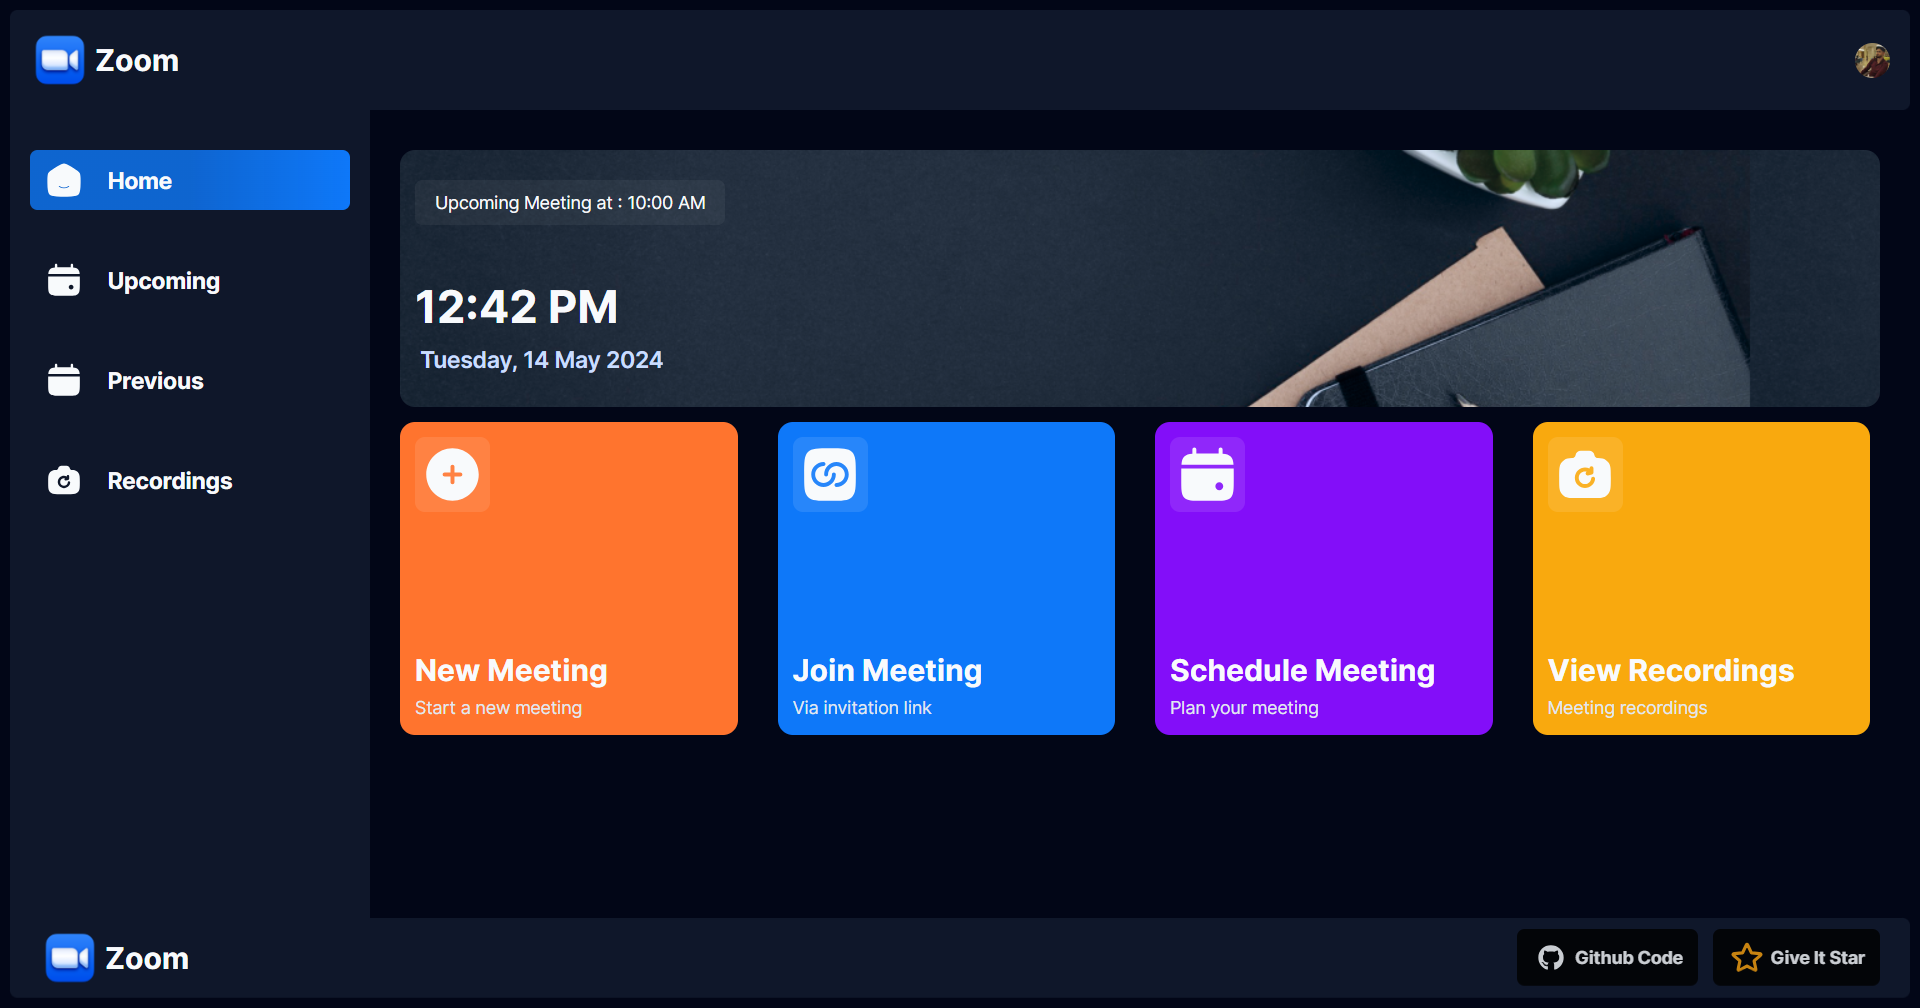 Zoom
Home
Upcoming
Previous
Recordings
Upcoming Meeting at : 10:00 AM
12:42 PM
Tuesday, 14 May 2024
New Meeting
Start a new meeting
Join Meeting
Via invitation link
Schedule Meeting
Plan your meeting
View Recordings
Meeting recordings
Zoom
Github Code
Give It Star